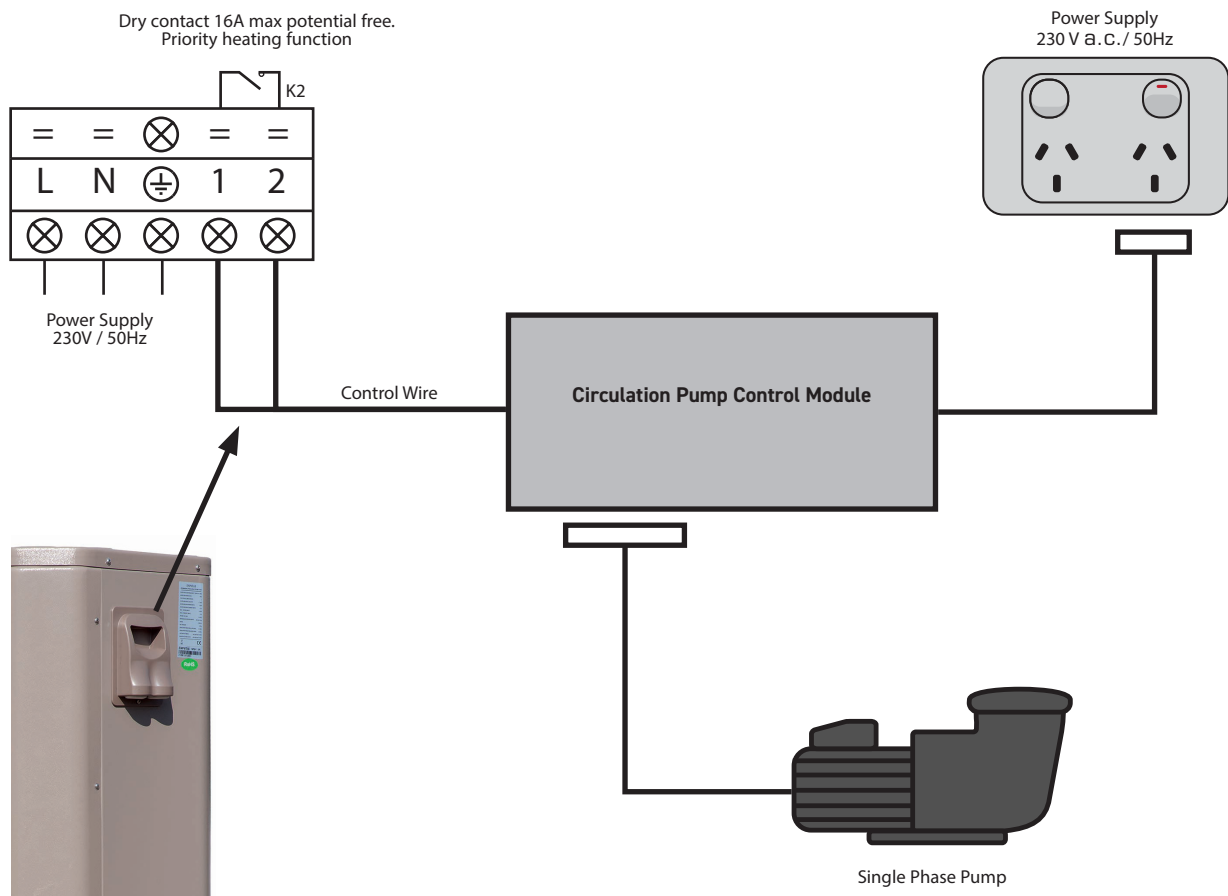 Dry contact 16A max potential free.
Priority heating function
K2
L N 1 2
Power Supply
230V / 50Hz
Power Supply
230 V a.c./ 50Hz
Control Wire
Circulation Pump Control Module
RoHS
Single Phase Pump